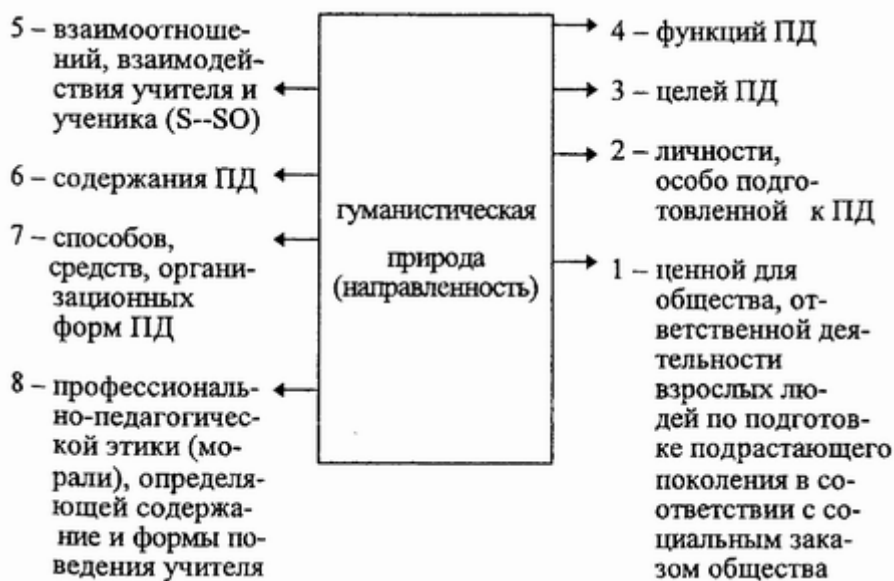 5 – взаимоотноше-
ний, взаимодей-
ствия учителя и
ученика (S--SO)
6 – содержания ПД
7 – способов,
средств, органи-
зационных
форм ПД
8 – профессиональ-
но-педагогичес-
кой этики (мо-
рали), определя-
ющей содержа-
ние и формы по-
ведения учителя
гуманистическая
природа
(направленность)
4 – функций ПД
3 – целей ПД
2 – личности,
особо подго-
товленной к ПД
1 – ценной для
общества, от-
ветственной дея-
тельности
взрослых лю-
дей по подготов-
ке подрастающего
поколения в со-
ответствии с со-
циальным зака-
зом общества